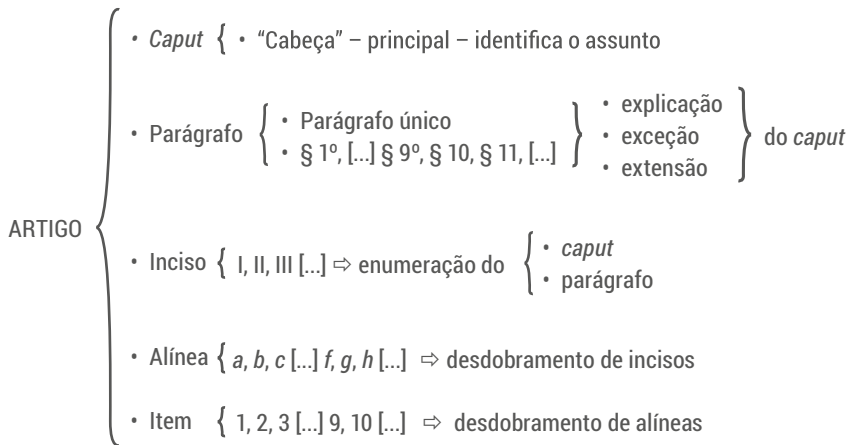 • Caput { • “Cabeça” – principal – identifica o assunto
• Parágrafo { • Parágrafo único
• § 1º, [...] § 9º, § 10, § 11, [...] }
• explicação
• exceção
• extensão } do caput
ARTIGO {
• Inciso { I, II, III [...] ⇨ enumeração do {
• caput
• parágrafo
• Alínea { a, b, c [...] f, g, h [...] ⇨ desdobramento de incisos
• Item { 1, 2, 3 [...] 9, 10 [...] ⇨ desdobramento de alíneas